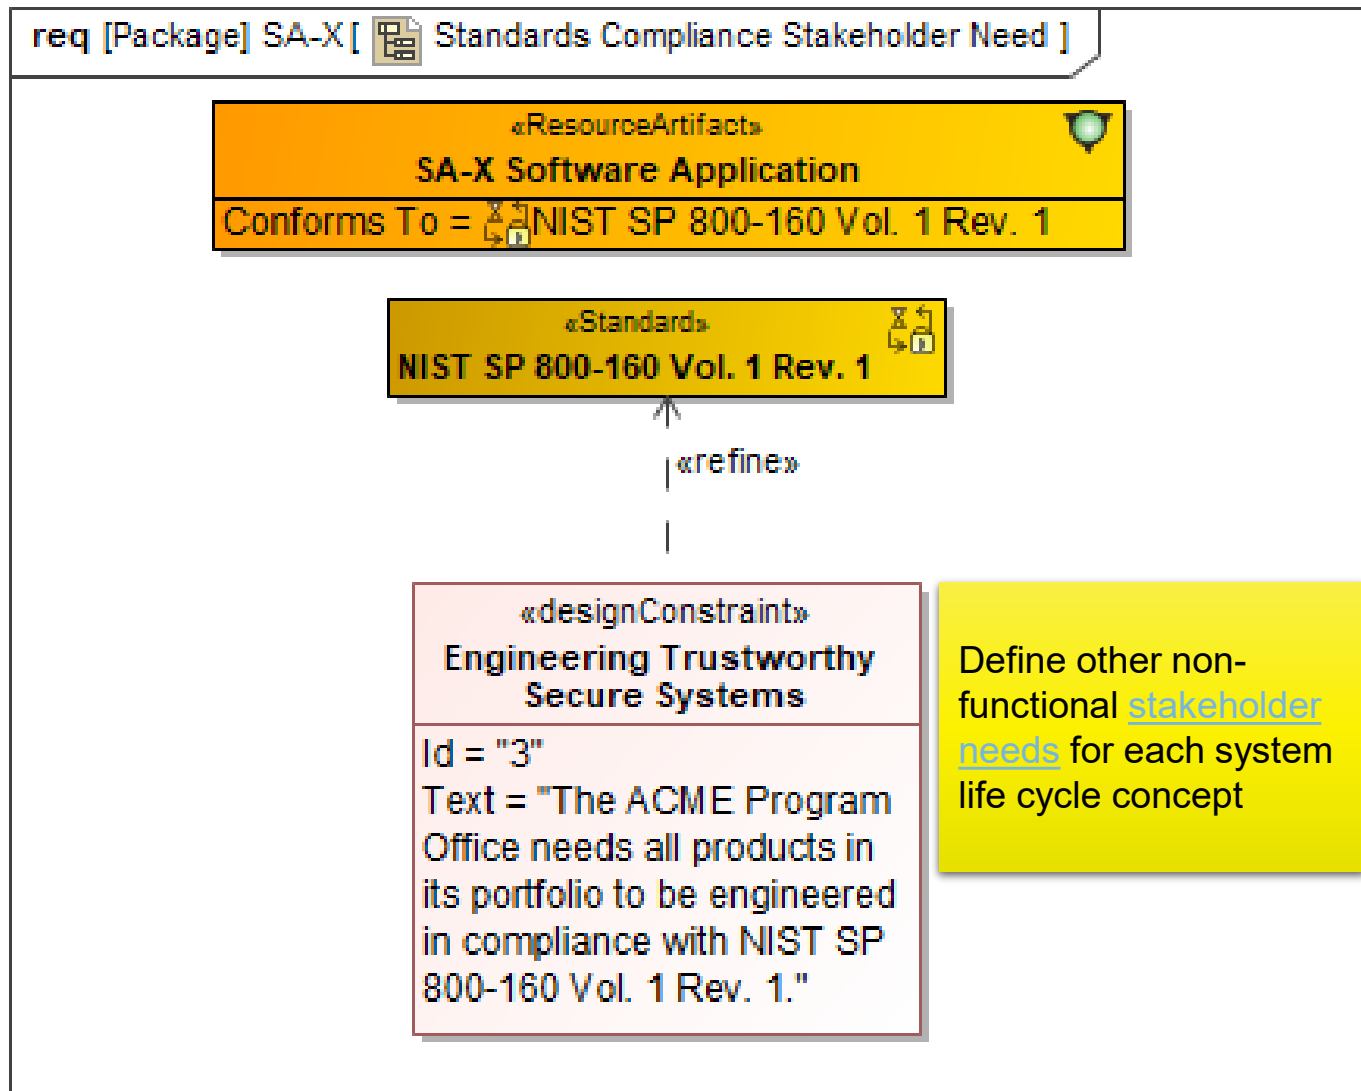 req [Package] SA-X [ Standards Compliance Stakeholder Need ]
«ResourceArtifact»
SA-X Software Application
Conforms To = NIST SP 800-160 Vol. 1 Rev. 1
«Standard»
NIST SP 800-160 Vol. 1 Rev. 1
«refine»
«designConstraint»
Engineering Trustworthy
Secure Systems
Id = "3"
Text = "The ACME Program
Office needs all products in
its portfolio to be engineered
in compliance with NIST SP
800-160 Vol. 1 Rev. 1."
Define other non-
functional stakeholder
needs for each system
life cycle concept